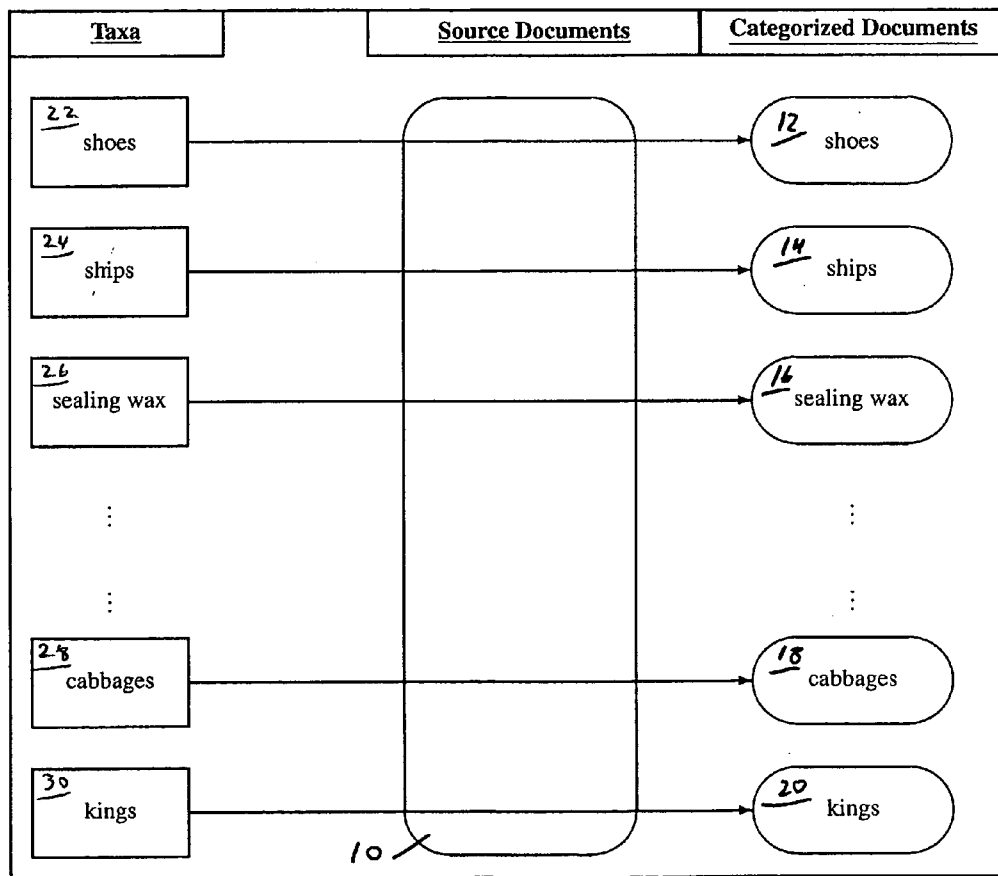 Taxa Source Documents Categorized Documents
22 12
shoes shoes
24 14
ships ships
26 16
sealing wax sealing wax
28 18
cabbages cabbages
30 20
kings kings
10